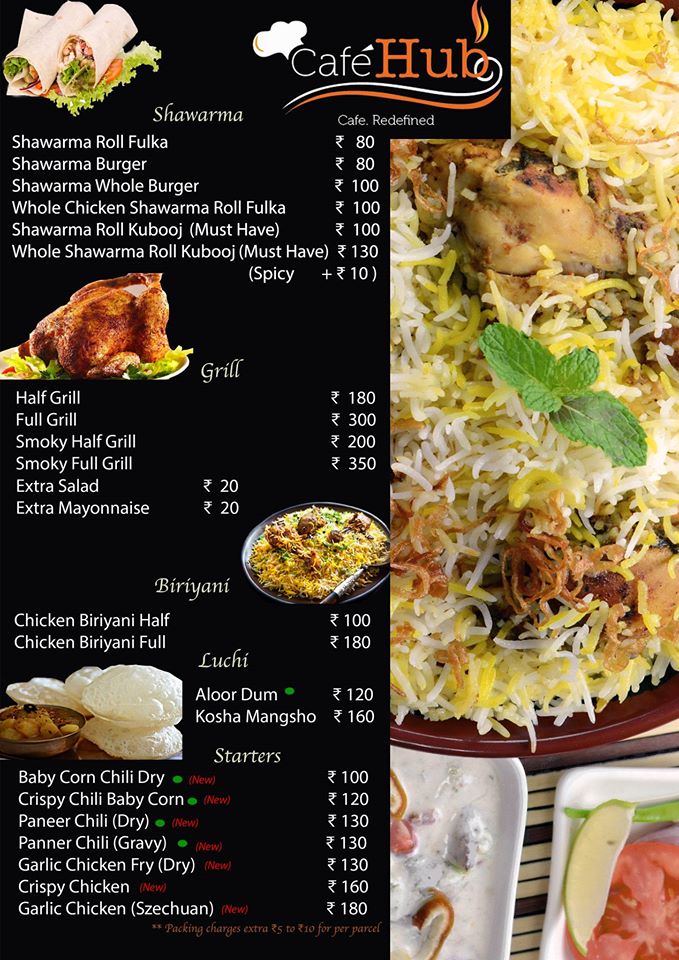 CaféHub
Cafe. Redefined
Shawarma
Shawarma Roll Fulka ₹ 80
Shawarma Burger ₹ 80
Shawarma Whole Burger ₹ 100
Whole Chicken Shawarma Roll Fulka ₹ 100
Shawarma Roll Kubooj (Must Have) ₹ 100
Whole Shawarma Roll Kubooj (Must Have) ₹ 130
(Spicy + ₹ 10 )
Grill
Half Grill ₹ 180
Full Grill ₹ 300
Smoky Half Grill ₹ 200
Smoky Full Grill ₹ 350
Extra Salad ₹ 20
Extra Mayonnaise ₹ 20
Biriyani
Chicken Biriyani Half ₹ 100
Chicken Biriyani Full ₹ 180
Luchi
Aloor Dum ₹ 120
Kosha Mangsho ₹ 160
Starters
Baby Corn Chili Dry (New) ₹ 100
Crispy Chili Baby Corn (New) ₹ 120
Paneer Chili (Dry) (New) ₹ 130
Panner Chili (Gravy) (New) ₹ 130
Garlic Chicken Fry (Dry) (New) ₹ 130
Crispy Chicken (New) ₹ 160
Garlic Chicken (Szechuan) (New) ₹ 180
** Packing charges extra ₹5 to ₹10 for per parcel